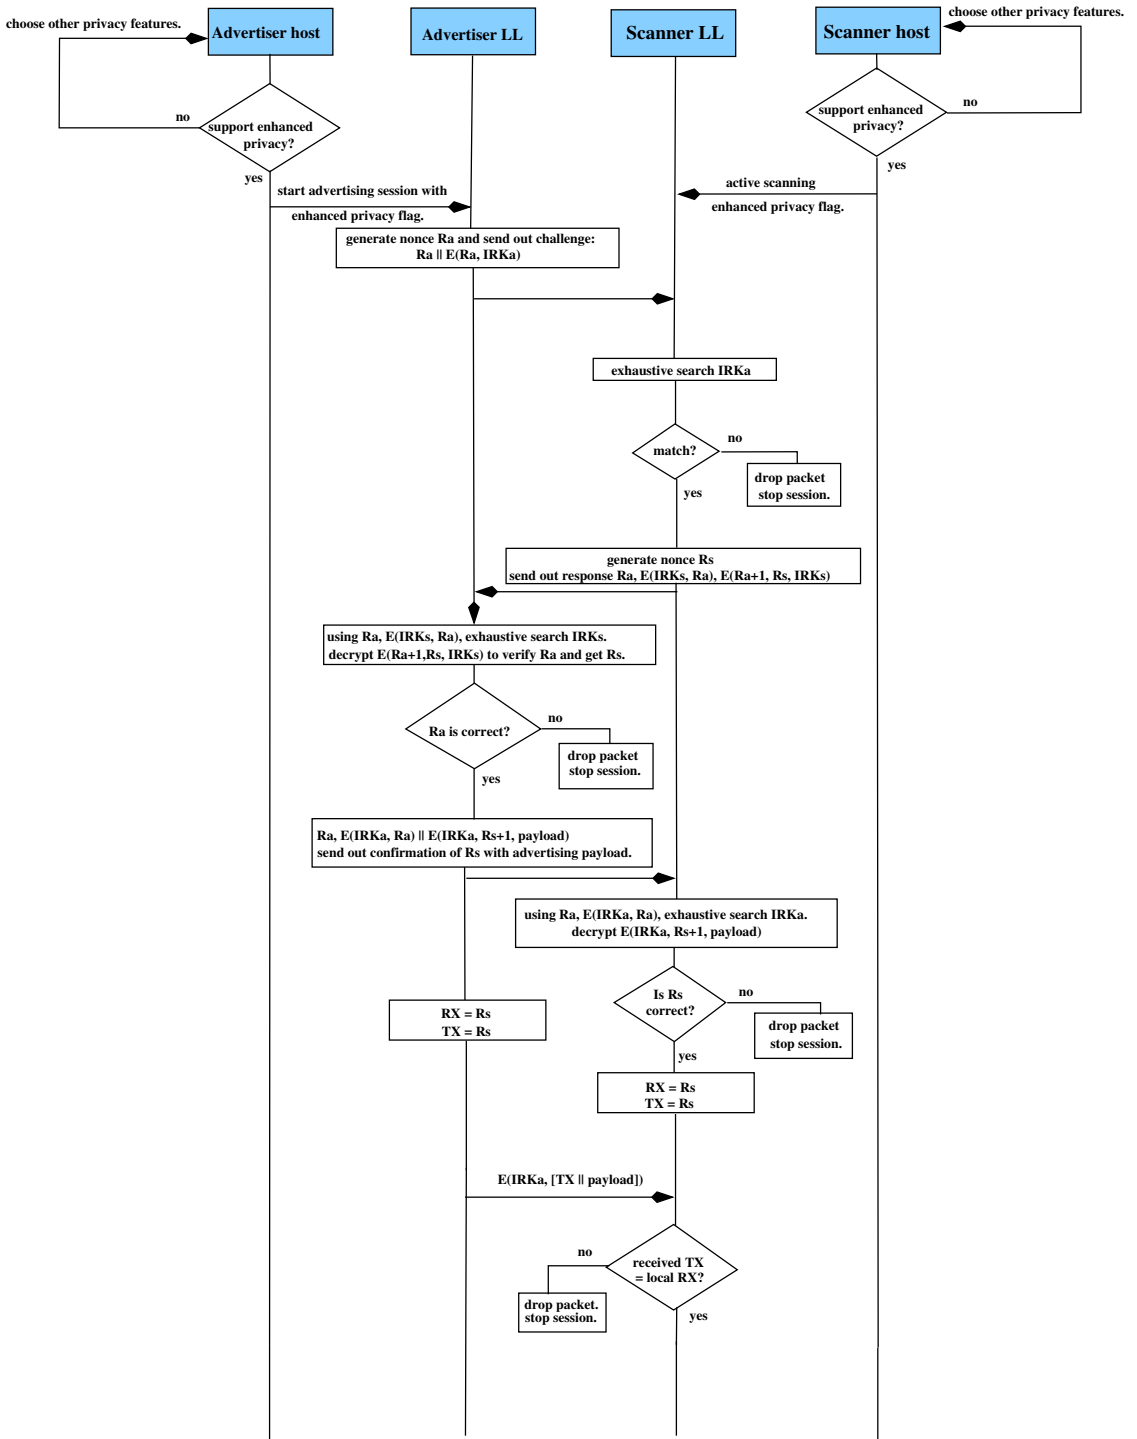 choose other privacy features.
Advertiser host
Advertiser LL
Scanner LL
Scanner host
choose other privacy features.
no
support enhanced
privacy?
yes
no
support enhanced
privacy?
yes
start advertising session with
enhanced privacy flag.
active scanning
enhanced privacy flag.
generate nonce Ra and send out challenge:
Ra || E(Ra, IRKa)
exhaustive search IRKa
match?
no
yes
drop packet
stop session.
generate nonce Rs
send out response Ra, E(IRKs, Ra), E(Ra+1, Rs, IRKs)
using Ra, E(IRKs, Ra), exhaustive search IRKs.
decrypt E(Ra+1,Rs, IRKs) to verify Ra and get Rs.
Ra is correct?
no
yes
drop packet
stop session.
Ra, E(IRKa, Ra) || E(IRKa, Rs+1, payload)
send out confirmation of Rs with advertising payload.
using Ra, E(IRKa, Ra), exhaustive search IRKa.
decrypt E(IRKa, Rs+1, payload)
Is Rs
correct?
no
yes
drop packet
stop session.
RX = Rs
TX = Rs
RX = Rs
TX = Rs
E(IRKa, [TX || payload])
received TX
= local RX?
no
yes
drop packet.
stop session.